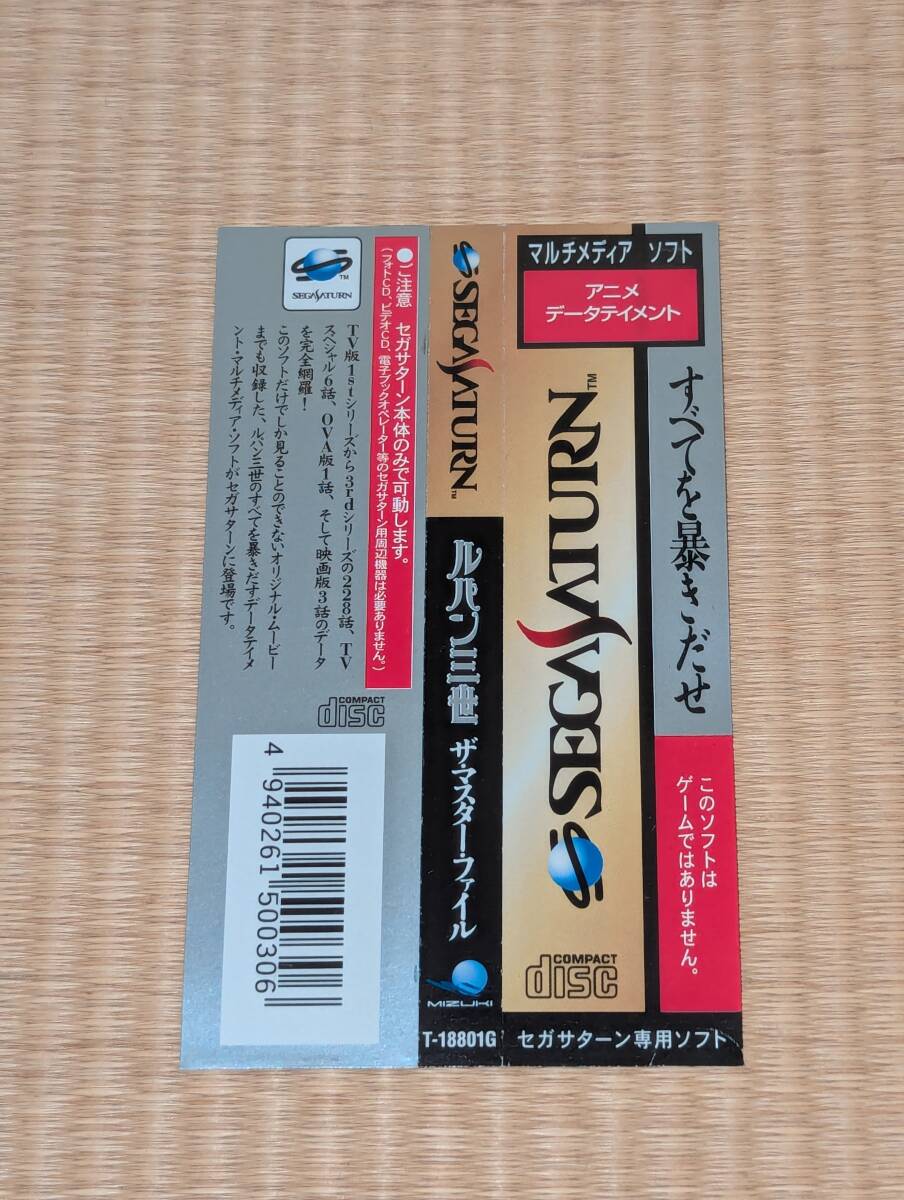 マルチメディア ソフト
アニメ
データテイメント
すべてを暴きだせ
SEGA SATURN™
このソフトは
ゲームではありません。
COMPACT
disc
セガサターン専用ソフト
SEGA SATURN™
ルパン三世 ザ・マスター・ファイル
MIZUKI
T-18801G
●ご注意 セガサターン本体のみで可動します。
(フォトCD、ビデオCD、電子ブックオペレーター等のセガサターン用周辺機器は必要ありません。)
™
SEGA SATURN
TV版1stシリーズから3rdシリーズの228話、TV
スペシャル6話、OVA版1話、そして映画版3話のデータ
を完全網羅!
このソフトだけでしか見ることのできないオリジナル・ムービー
までも収録した、ルパン三世のすべてを暴きだすデータテイメ
ント・マルチメディア・ソフトがセガサターンに登場です。
COMPACT
disc
4 940261 500306